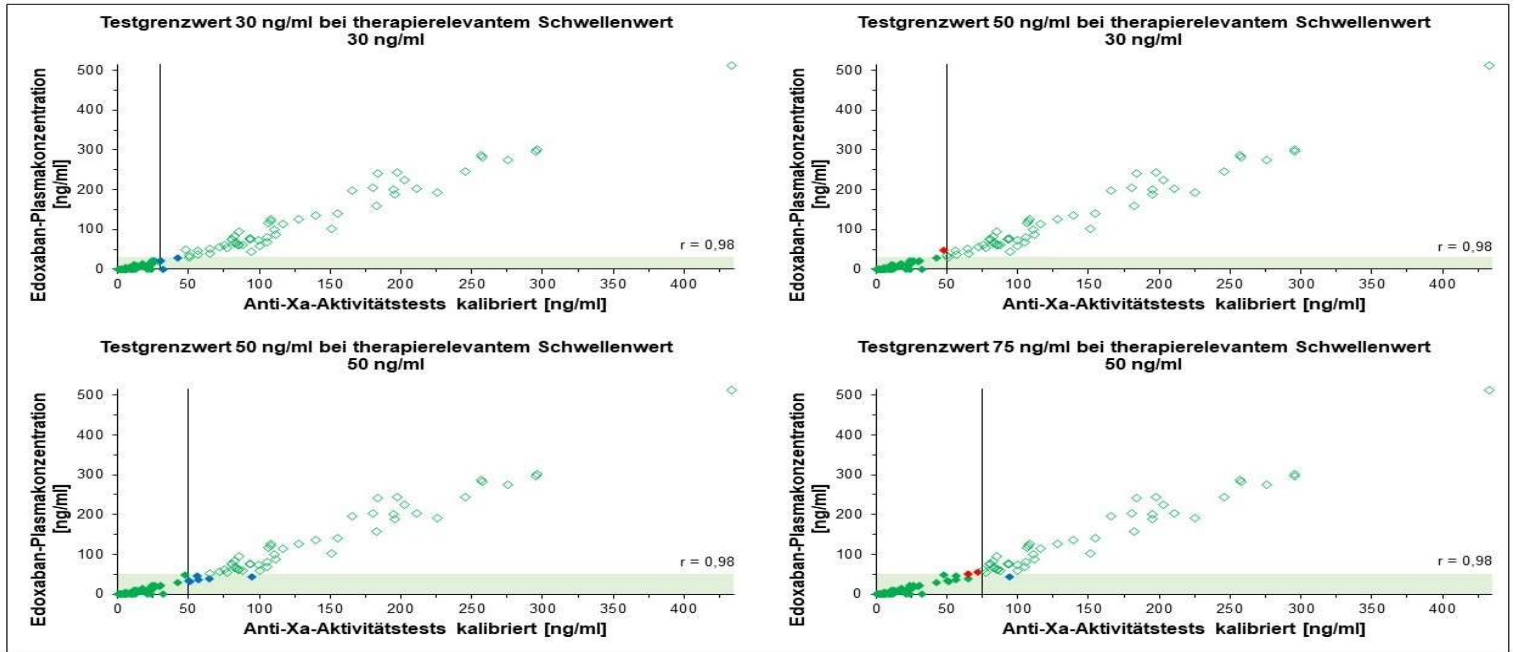 Testgrenzwert 30 ng/ml bei therapierelevantem Schwellenwert
30 ng/ml
Edoxaban-Plasmakonzentration
[ng/ml]
500
400
300
200
100
0
r = 0,98
0 50 100 150 200 250 300 350 400
Anti-Xa-Aktivitätstests kalibriert [ng/ml]
Testgrenzwert 50 ng/ml bei therapierelevantem Schwellenwert
30 ng/ml
Edoxaban-Plasmakonzentration
[ng/ml]
500
400
300
200
100
0
r = 0,98
0 50 100 150 200 250 300 350 400
Anti-Xa-Aktivitätstests kalibriert [ng/ml]
Testgrenzwert 50 ng/ml bei therapierelevantem Schwellenwert
50 ng/ml
Edoxaban-Plasmakonzentration
[ng/ml]
500
400
300
200
100
0
r = 0,98
0 50 100 150 200 250 300 350 400
Anti-Xa-Aktivitätstests kalibriert [ng/ml]
Testgrenzwert 75 ng/ml bei therapierelevantem Schwellenwert
50 ng/ml
Edoxaban-Plasmakonzentration
[ng/ml]
500
400
300
200
100
0
r = 0,98
0 50 100 150 200 250 300 350 400
Anti-Xa-Aktivitätstests kalibriert [ng/ml]